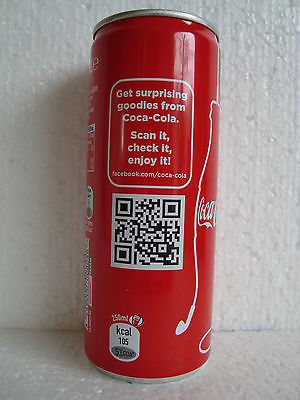 Get surprising
goodies from
Coca-Cola.
Scan it,
check it,
enjoy it!
facebook.com/coca-cola
250ml
kcal
105